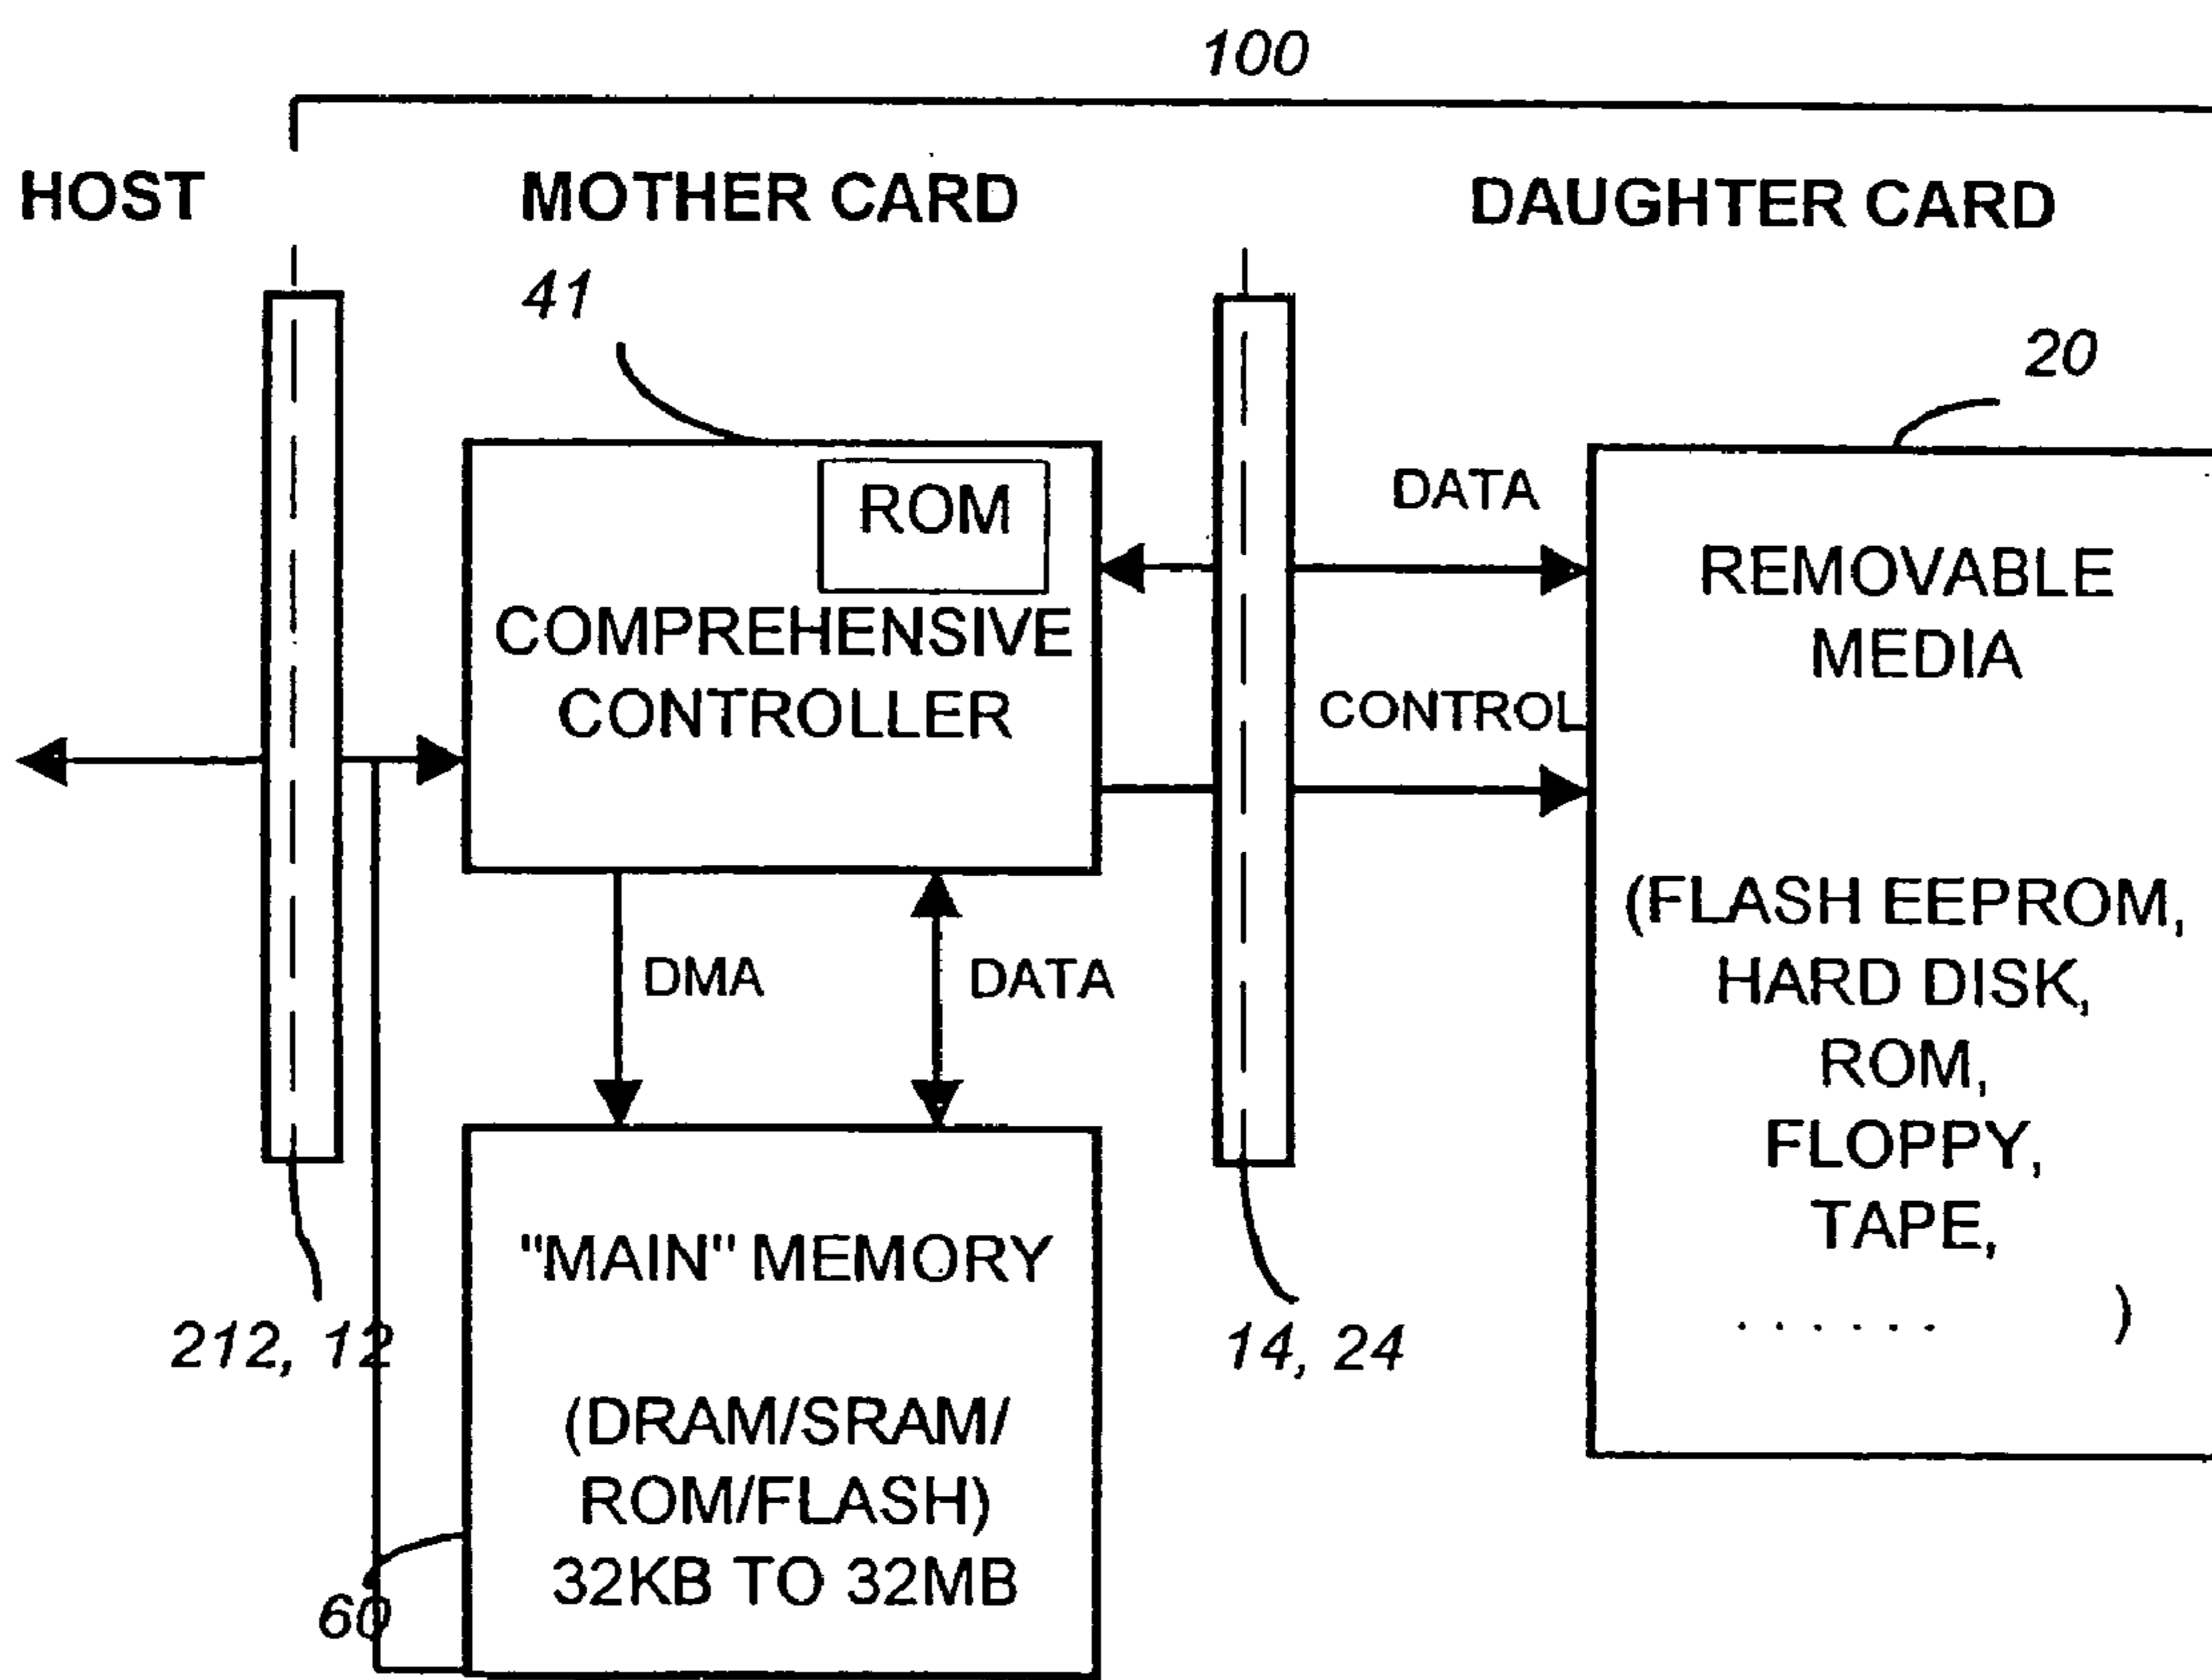 100
HOST
MOTHER CARD
DAUGHTER CARD
41
20
ROM
COMPREHENSIVE
CONTROLLER
DATA
CONTROL
REMOVABLE
MEDIA
(FLASH EEPROM,
HARD DISK,
ROM,
FLOPPY,
TAPE,
. . . . . . )
DMA
DATA
"MAIN" MEMORY
(DRAM/SRAM/
ROM/FLASH)
32KB TO 32MB
212, 12
14, 24
60